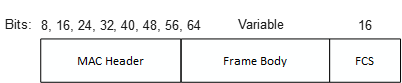 Bits: 8, 16, 24, 32, 40, 48, 56, 64 Variable 16
MAC Header Frame Body FCS